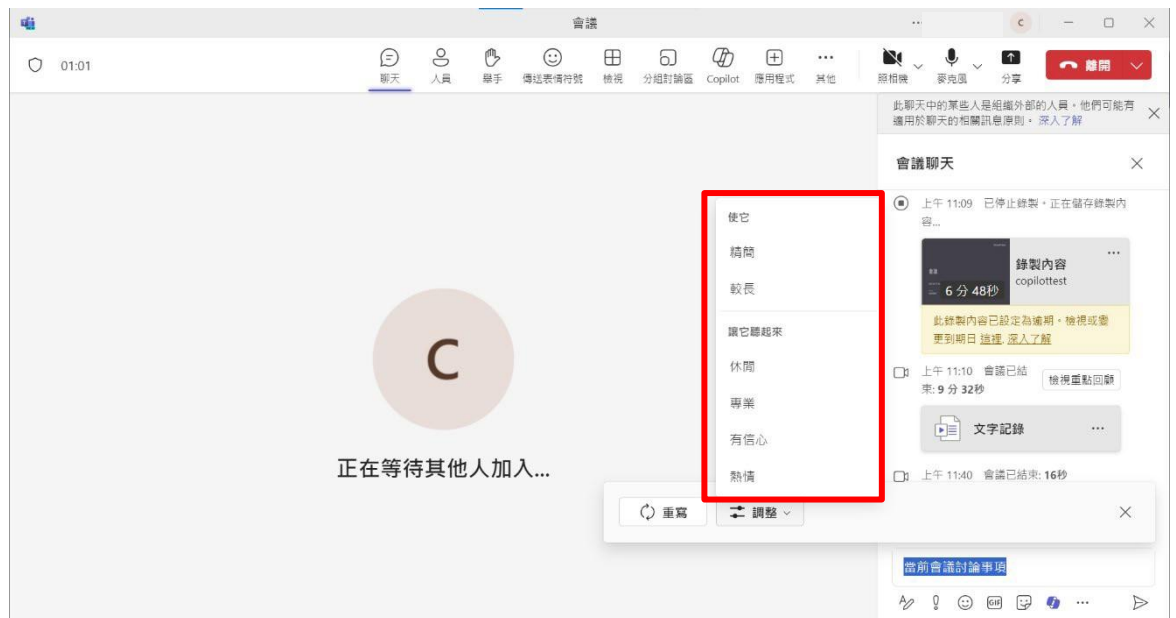 會議
C
01:01
聊天
人員
舉手
傳送表情符號
檢視
分組討論區
Copilot
應用程式
其他
照相機
麥克風
分享
離開
此聊天中的某些人是組織外部的人員。他們可能有
適用於聊天的相關訊息原則。 深入了解
會議聊天
上午 11:09 已停止錄製。正在儲存錄製內
容...
6 分 48秒
錄製內容
copilottest
此錄製內容已設定為逾期。檢視或變
更到期日 這裡. 深入了解
上午 11:10 會議已結
束: 9 分 32秒
檢視重點回顧
文字記錄
上午 11:40 會議已結束: 16秒
使它
精簡
較長
讓它聽起來
休閒
專業
有信心
熱情
C
正在等待其他人加入...
重寫
調整
當前會議討論事項
GIF